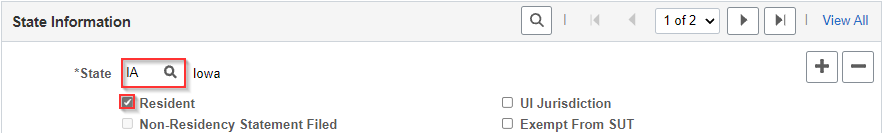 State Information 1 of 2 View All
*State IA Iowa
Resident UI Jurisdiction
Non-Residency Statement Filed Exempt From SUT